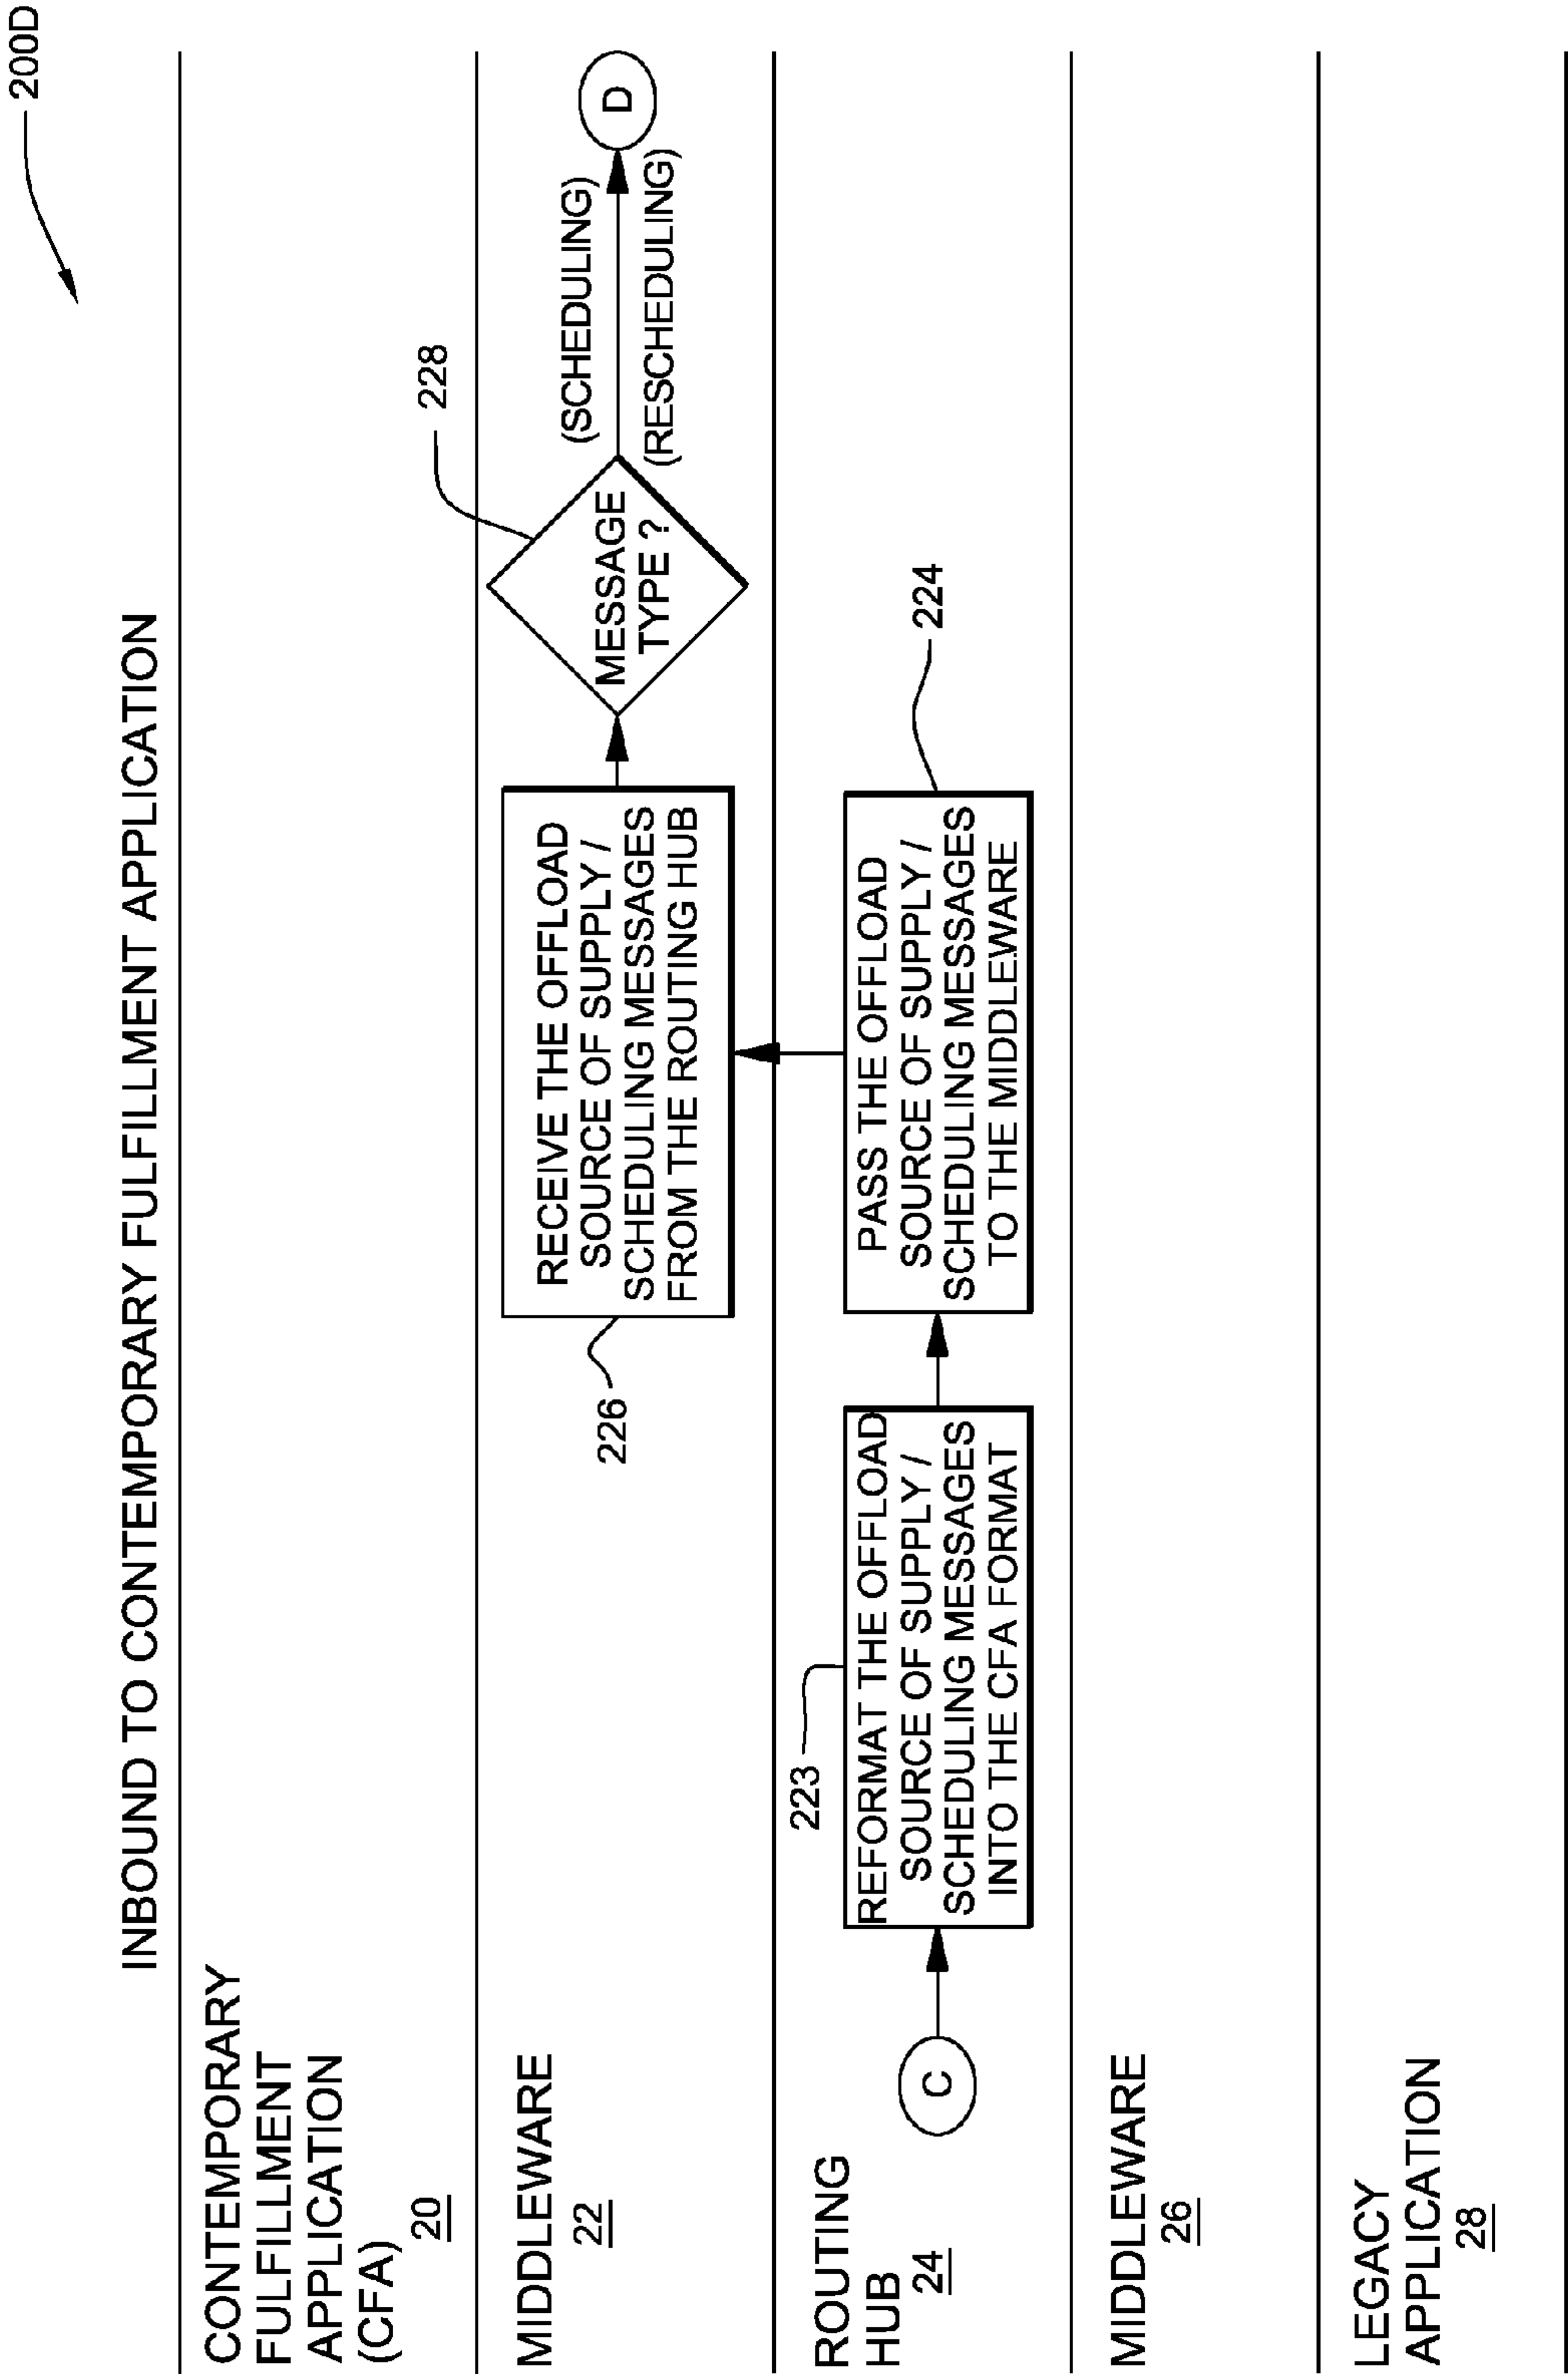 200D
INBOUND TO CONTEMPORARY FULFILLMENT APPLICATION
CONTEMPORARY
FULFILLMENT
APPLICATION
(CFA)
20
MIDDLEWARE
22
226
RECEIVE THE OFFLOAD
SOURCE OF SUPPLY /
SCHEDULING MESSAGES
FROM THE ROUTING HUB
228
MESSAGE
TYPE ?
(SCHEDULING)
(RESCHEDULING)
D
ROUTING
HUB
24
C
223
REFORMAT THE OFFLOAD
SOURCE OF SUPPLY /
SCHEDULING MESSAGES
INTO THE CFA FORMAT
224
PASS THE OFFLOAD
SOURCE OF SUPPLY /
SCHEDULING MESSAGES
TO THE MIDDLEWARE
MIDDLEWARE
26
LEGACY
APPLICATION
28